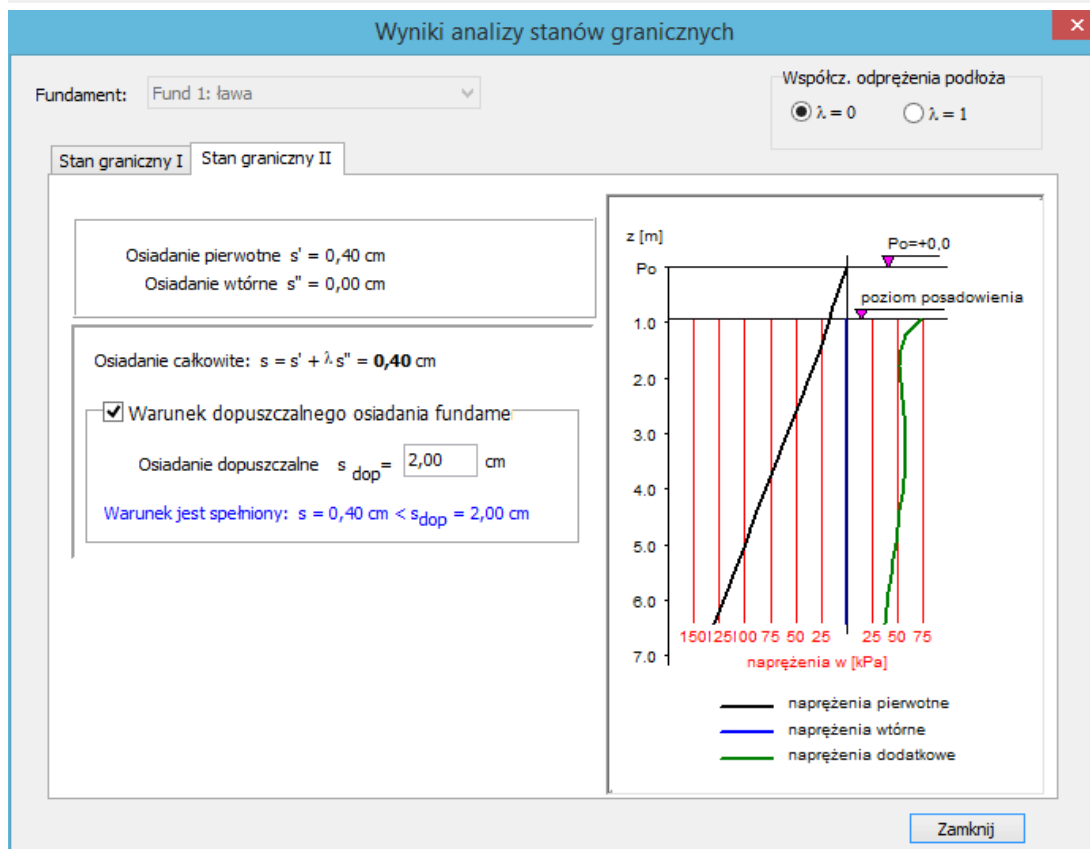 Wyniki analizy stanów granicznych
Fundament: Fund 1: ława
Współcz. odprężenia podłoża
λ = 0 λ = 1
Stan graniczny I Stan graniczny II
Osiadanie pierwotne s' = 0,40 cm
Osiadanie wtórne s" = 0,00 cm
Osiadanie całkowite: s = s' + λ s" = 0,40 cm
Warunek dopuszczalnego osiadania fundame
Osiadanie dopuszczalne s dop= 2,00 cm
Warunek jest spełniony: s = 0,40 cm < sdop = 2,00 cm
z [m]
Po=+0,0
Po
poziom posadowienia
1.0
2.0
3.0
4.0
5.0
6.0
150 125 100 75 50 25 25 50 75
7.0
naprężenia w [kPa]
naprężenia pierwotne
naprężenia wtórne
naprężenia dodatkowe
Zamknij